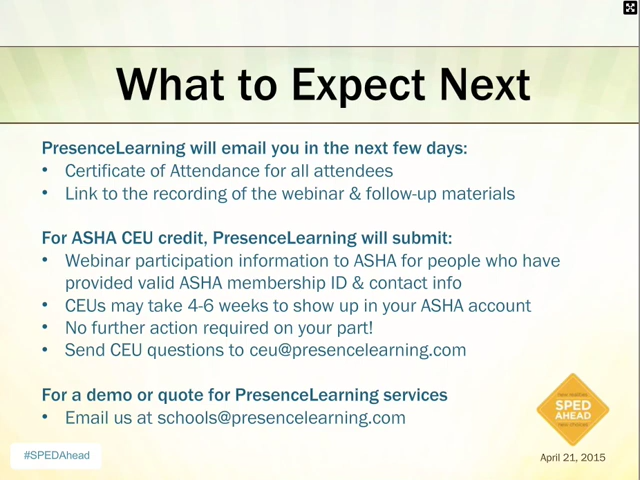 What to Expect Next
PresenceLearning will email you in the next few days:
• Certificate of Attendance for all attendees
• Link to the recording of the webinar & follow-up materials
For ASHA CEU credit, PresenceLearning will submit:
• Webinar participation information to ASHA for people who have
provided valid ASHA membership ID & contact info
• CEUs may take 4-6 weeks to show up in your ASHA account
• No further action required on your part!
• Send CEU questions to ceu@presencelearning.com
For a demo or quote for PresenceLearning services
• Email us at schools@presencelearning.com
new realities
SPED
AHEAD
new choices
#SPEDAhead
April 21, 2015